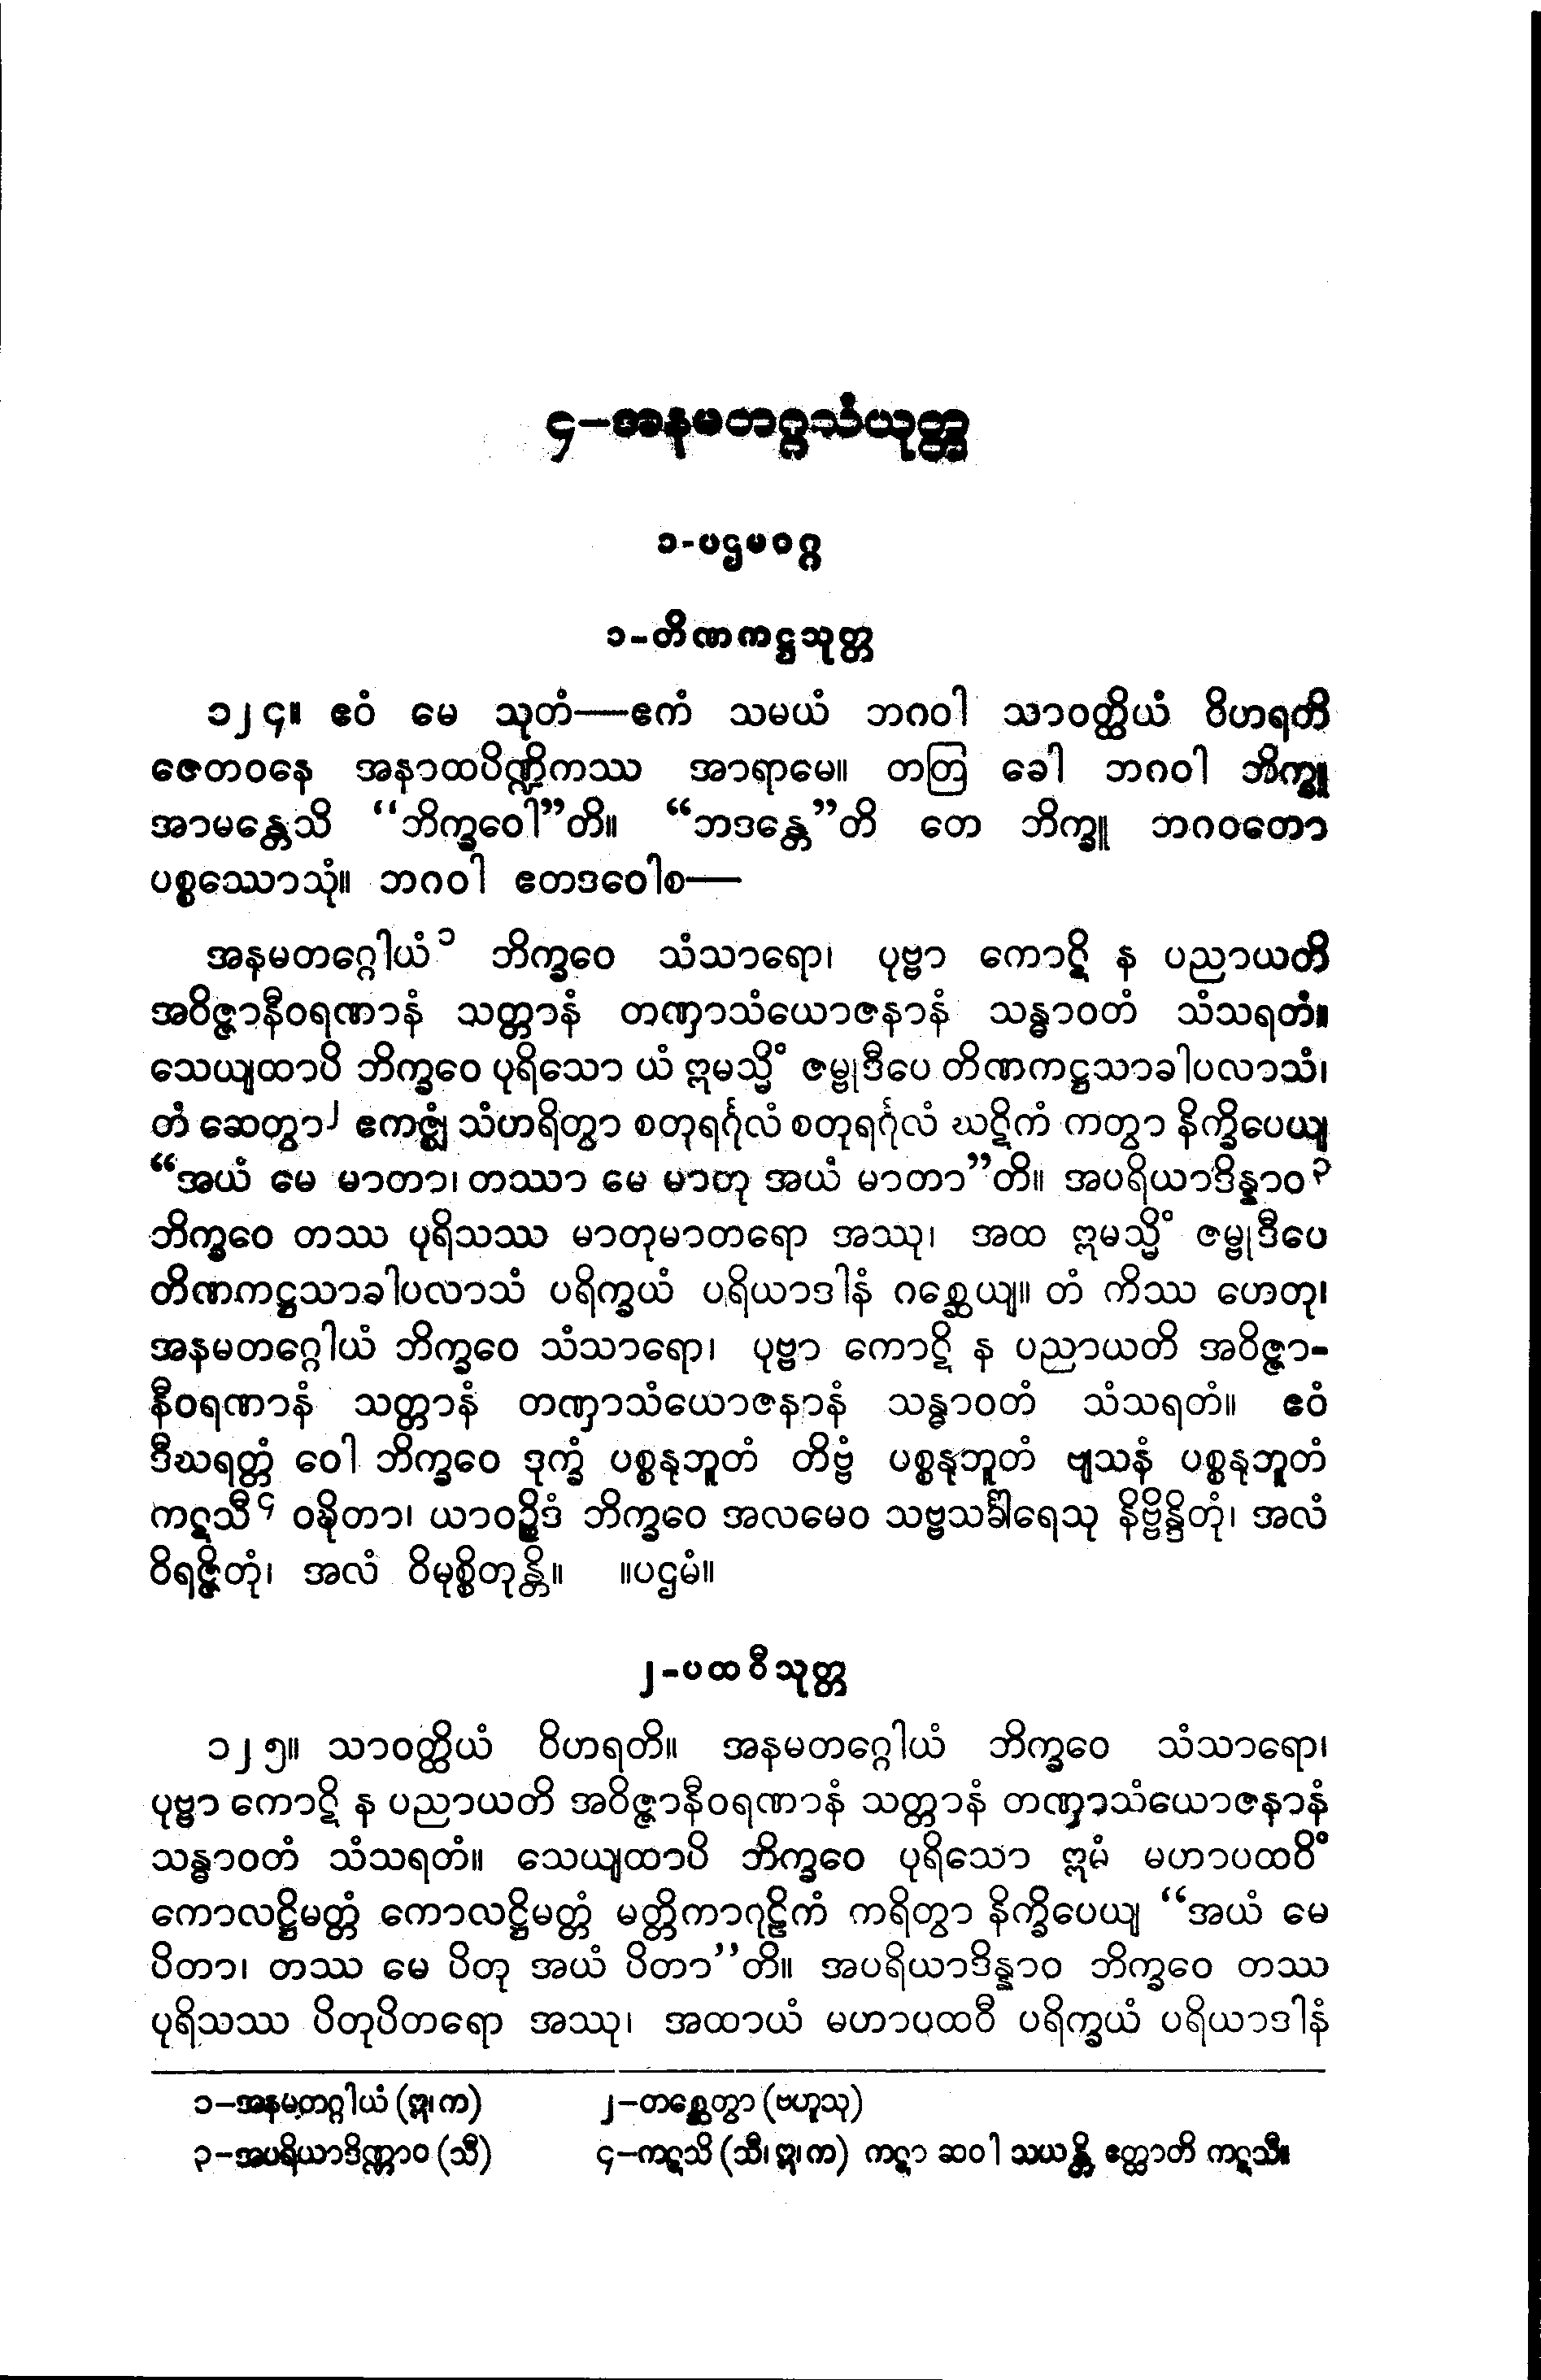 ၄–အနမတဂ္ဂသံယုတ္တ
၁-ပဌမဝဂ္ဂ
၁-တိဏကဋ္ဌသုတ္တ
၁၂၄။ ဧဝံ မေ သုတံ—ဧကံ သမယံ ဘဂဝါ သာဝတ္ထိယံ ဝိဟရတိ
ဇေတဝနေ အနာထပိဏ္ဍိကဿ အာရာမေ။ တတြ ခေါ ဘဂဝါ ဘိက္ခူ
အာမန္တေသိ “ဘိက္ခဝေါ”တိ။ “ဘဒန္တေ”တိ တေ ဘိက္ခူ ဘဂဝတော
ပစ္စဿောသုံ။ ဘဂဝါ ဧတဒဝေါစ—
အနမတဂ္ဂေါယံ၁ ဘိက္ခဝေ သံသာရော၊ ပုဗ္ဗာ ကောဋိ န ပညာယတိ
အဝိဇ္ဇာနီဝရဏာနံ သတ္တာနံ တဏှာသံယောဇနာနံ သန္ဓာဝတံ သံသရတံ။
သေယျထာပိ ဘိက္ခဝေ ပုရိသော ယံ ဣမသ္မိံ ဇမ္ဗုဒီပေ တိဏကဋ္ဌသာခါပလာသံ၊
တံ ဆေတွာ၂ ဧကဇ္ဈံ သံဟရိတွာ စတုရင်္ဂုလံ စတုရင်္ဂုလံ ဃဋိကံ ကတွာ နိက္ခိပေယျ
“အယံ မေ မာတာ၊ တဿာ မေ မာတု အယံ မာတာ”တိ။ အပရိယာဒိန္နာဝ၃
ဘိက္ခဝေ တဿ ပုရိသဿ မာတုမာတရော အဿု၊ အထ ဣမသ္မိံ ဇမ္ဗုဒီပေ
တိဏကဋ္ဌသာခါပလာသံ ပရိက္ခယံ ပရိယာဒါနံ ဂစ္ဆေယျ။ တံ ကိဿ ဟေတု၊
အနမတဂ္ဂေါယံ ဘိက္ခဝေ သံသာရော၊ ပုဗ္ဗာ ကောဋိ န ပညာယတိ အဝိဇ္ဇာ-
နီဝရဏာနံ သတ္တာနံ တဏှာသံယောဇနာနံ သန္ဓာဝတံ သံသရတံ။ ဧဝံ
ဒီဃရတ္တံ ဝေါ ဘိက္ခဝေ ဒုက္ခံ ပစ္စနုဘူတံ တိဗ္ဗံ ပစ္စနုဘူတံ ဗျသနံ ပစ္စနုဘူတံ
ကဋသီ၄ ဝဍ္ဎိတာ၊ ယာဝဉ္စိဒံ ဘိက္ခဝေ အလမေဝ သဗ္ဗသင်္ခါရေသု နိဗ္ဗိန္ဒိတုံ၊ အလံ
ဝိရဇ္ဇိတုံ၊ အလံ ဝိမုစ္စိတုန္တိ။ ။ပဌမံ။
၂-ပထဝီသုတ္တ
၁၂၅။ သာဝတ္ထိယံ ဝိဟရတိ။ အနမတဂ္ဂေါယံ ဘိက္ခဝေ သံသာရော၊
ပုဗ္ဗာ ကောဋိ န ပညာယတိ အဝိဇ္ဇာနီဝရဏာနံ သတ္တာနံ တဏှာသံယောဇနာနံ
သန္ဓာဝတံ သံသရတံ။ သေယျထာပိ ဘိက္ခဝေ ပုရိသော ဣမံ မဟာပထဝိံ
ကောလဋ္ဌိမတ္တံ ကောလဋ္ဌိမတ္တံ မတ္တိကာဂုဠိကံ ကရိတွာ နိက္ခိပေယျ “အယံ မေ
ပိတာ၊ တဿ မေ ပိတု အယံ ပိတာ”တိ။ အပရိယာဒိန္နာဝ ဘိက္ခဝေ တဿ
ပုရိသဿ ပိတုပိတရော အဿု၊ အထာယံ မဟာပထဝီ ပရိက္ခယံ ပရိယာဒါနံ
၁–အနမတဂ္ဂါယံ (ဣ၊ က) ၂–တစ္ဆေတွာ (ဗဟူသု)
၃–အပရိယာဒိဏ္ဏာဝ (သီ) ၄–ကဋသိ (သီ၊ ဣ၊ က) ကဋာ ဆဝါ သယန္တိ ဧတ္ထာတိ ကဋသီ။